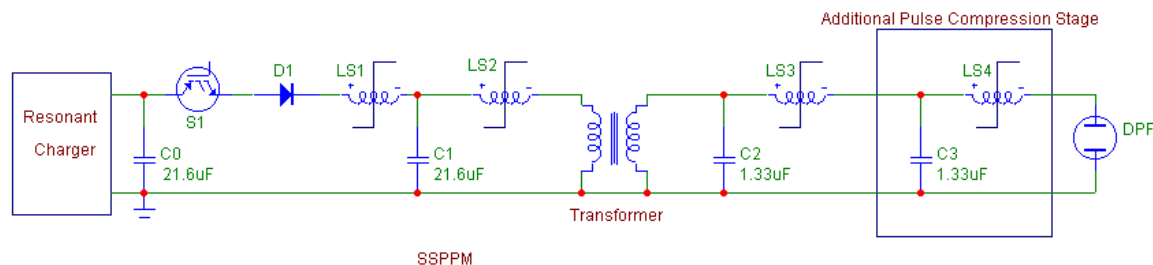 Additional Pulse Compression Stage
Resonant
Charger
S1
D1
LS1
LS2
LS3
LS4
+ -
+ -
+ -
+ -
C0
21.6uF
C1
21.6uF
C2
1.33uF
C3
1.33uF
DPF
Transformer
SSPPM